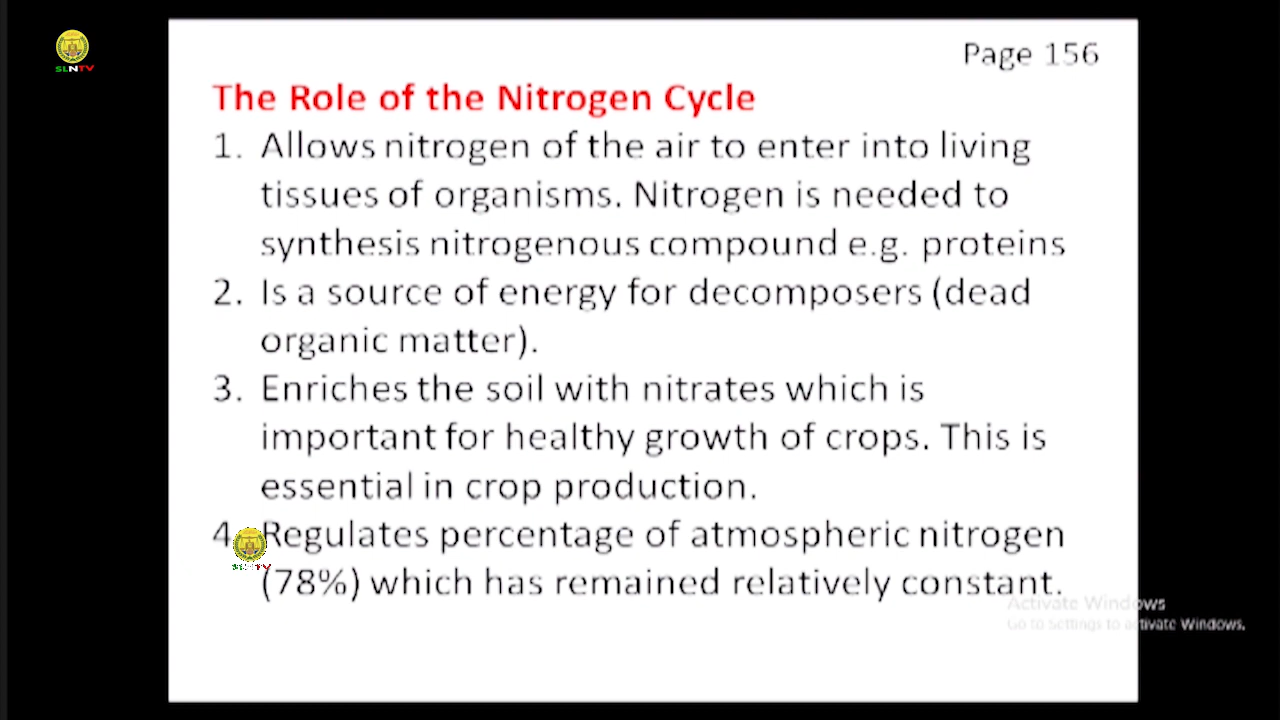 SLNTV
Page 156
The Role of the Nitrogen Cycle
1. Allows nitrogen of the air to enter into living
tissues of organisms. Nitrogen is needed to
synthesis nitrogenous compound e.g. proteins
2. Is a source of energy for decomposers (dead
organic matter).
3. Enriches the soil with nitrates which is
important for healthy growth of crops. This is
essential in crop production.
4. Regulates percentage of atmospheric nitrogen
SLNTV
(78%) which has remained relatively constant.
Activate Windows
Go to Settings to activate Windows.